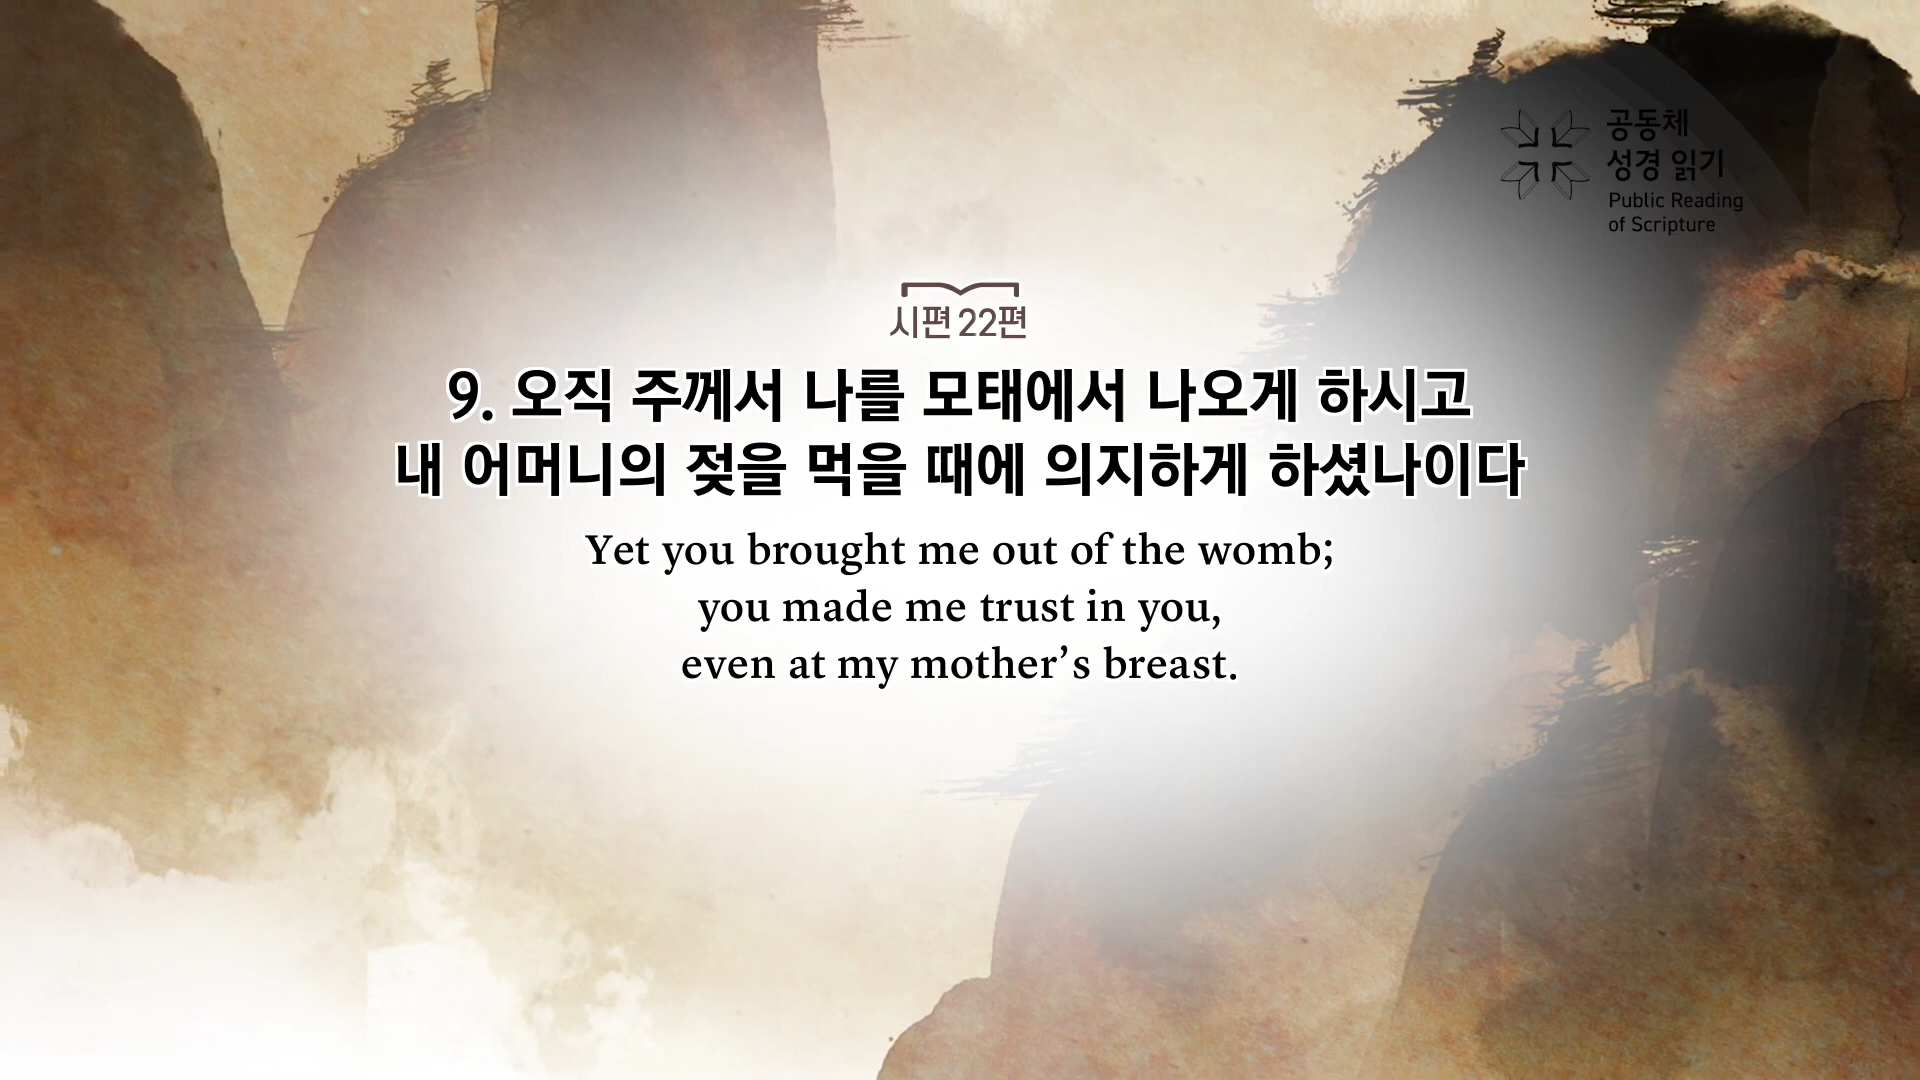 공동체
성경 읽기
Public Reading
of Scripture
시편 22편
9. 오직 주께서 나를 모태에서 나오게 하시고
내 어머니의 젖을 먹을 때에 의지하게 하셨나이다
Yet you brought me out of the womb;
you made me trust in you,
even at my mother’s breast.